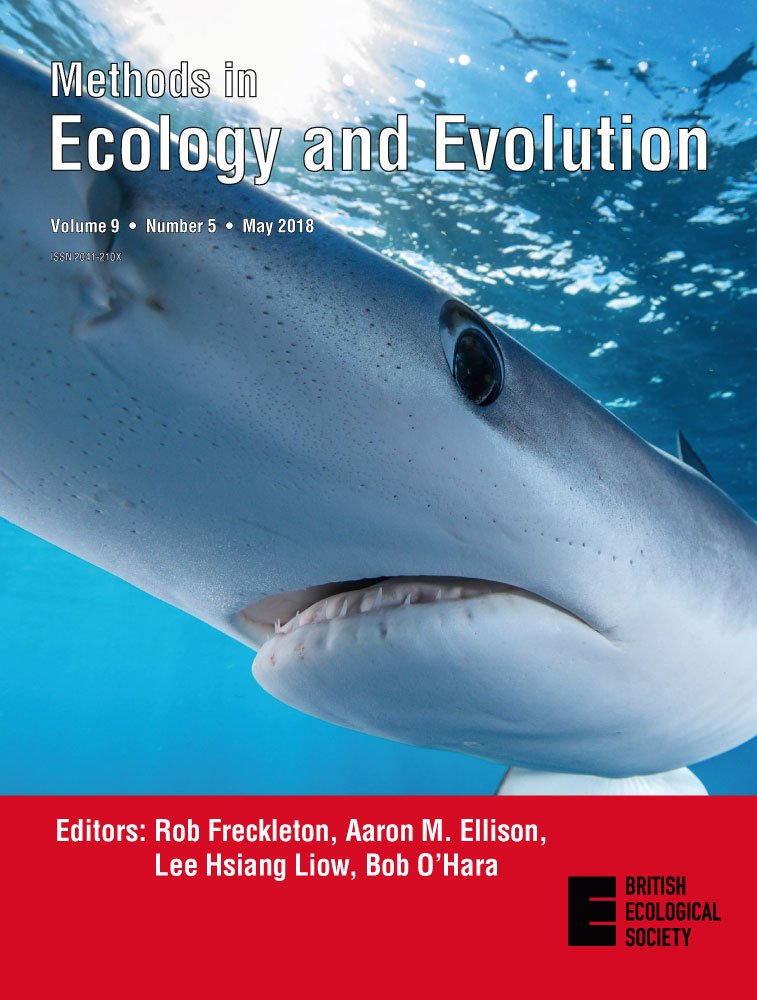 Methods in
Ecology and Evolution
Volume 9 • Number 5 • May 2018
ISSN 2041-210X
Editors: Rob Freckleton, Aaron M. Ellison,
Lee Hsiang Liow, Bob O’Hara
BRITISH
ECOLOGICAL
SOCIETY